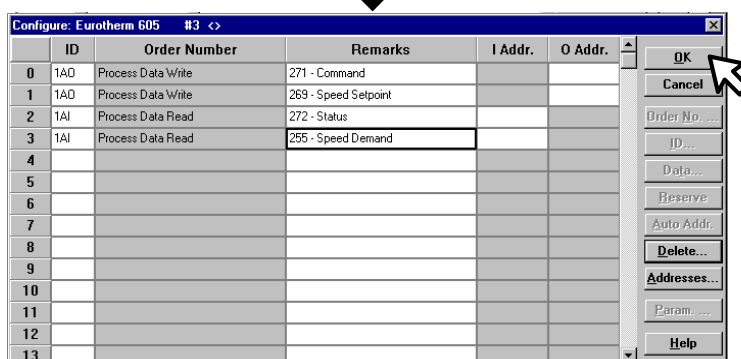 Configure: Eurotherm 605 #3 <>
ID Order Number Remarks I Addr. O Addr.
0 1AO Process Data Write 271 - Command
1 1AO Process Data Write 269 - Speed Setpoint
2 1AI Process Data Read 272 - Status
3 1AI Process Data Read 255 - Speed Demand
4
5
6
7
8
9
10
11
12
13
OK
Cancel
Order No. ...
ID...
Data...
Reserve
Auto Addr.
Delete...
Addresses...
Param. ...
Help